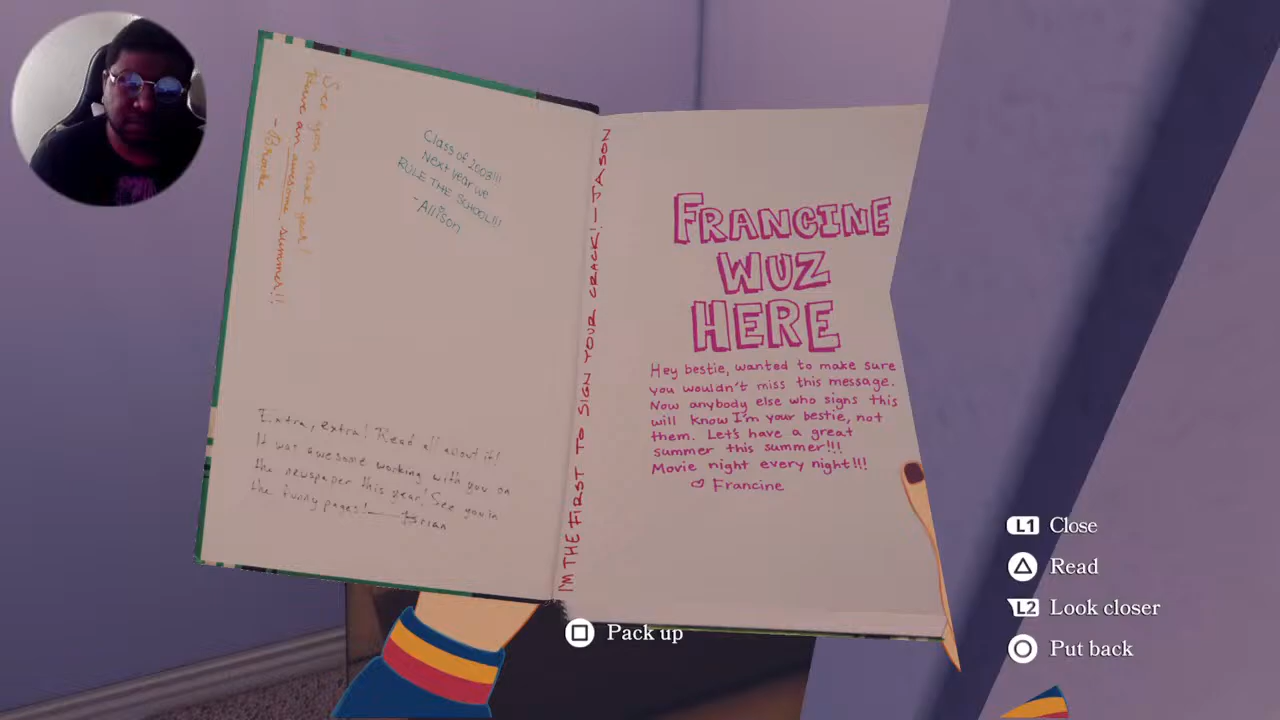 See you next year!
Have an awesome summer!!
- Brooke
Class of 2003!!!
Next year we
RULE THE SCHOOL!!!
-Allison
Extra, extra! Read all about it!
It was awesome working with you on
the newspaper this year! See you in
the funny pages! — Brian
I'M THE FIRST TO SIGN YOUR CRACK! - JASON
FRANCINE
WUZ
HERE
Hey bestie, wanted to make sure
you wouldn't miss this message.
Now anybody else who signs this
will know I'm your bestie, not
them. Let's have a great
summer this summer!!!
Movie night every night!!!
♡ Francine
L1 Close
Read
L2 Look closer
Put back
Pack up